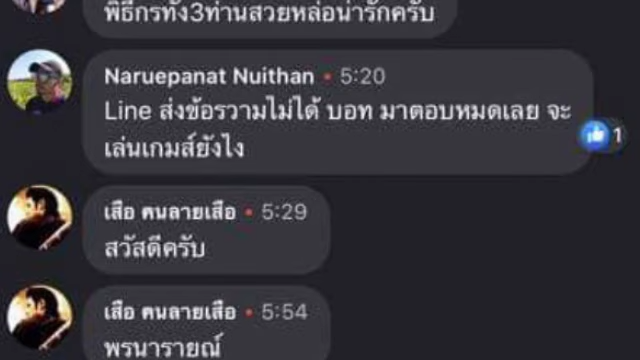 พิธีกรทั้ง3ท่านสวยหล่อน่ารักครับ
Naruepanat Nuithan • 5:20
Line ส่งข้อรวามไม่ได้ บอท มาตอบหมดเลย จะ
เล่นเกมส์ยังไง
1
เสือ ฅนลายเสือ • 5:29
สวัสดีครับ
เสือ ฅนลายเสือ • 5:54
พรนารายณ์